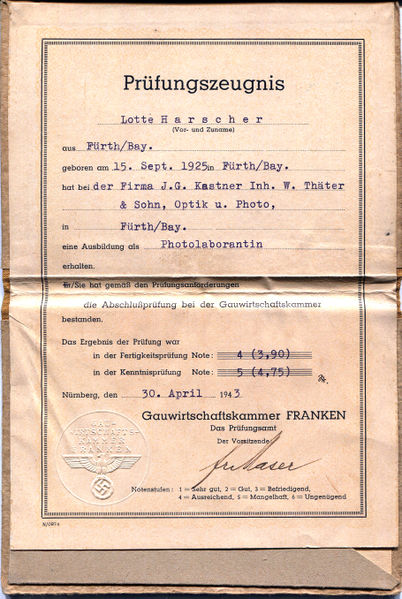 Prüfungszeugnis
Lotte Harscher
(Vor- und Zuname)
aus Fürth/Bay.
geboren am 15. Sept. 1925 in Fürth/Bay.
hat bei der Firma J.G. Kastner Inh. W. Thäter
& Sohn, Optik u. Photo,
in Fürth/Bay.
eine Ausbildung als Photolaborantin
erhalten.
Er/Sie hat gemäß den Prüfungsanforderungen
die Abschlußprüfung bei der Gauwirtschaftskammer
bestanden.
Das Ergebnis der Prüfung war
in der Fertigkeitsprüfung Note: 4 (3,90)
in der Kenntnisprüfung Note: 5 (4,75)
Nürnberg, den 30. April 1943
Gauwirtschaftskammer FRANKEN
Das Prüfungsamt
Der Vorsitzende:
GAU-
WIRTSCHAFTS-
KAMMER
FRANKEN
Notenstufen: 1 = Sehr gut, 2 = Gut, 3 = Befriedigend,
4 = Ausreichend, 5 = Mangelhaft, 6 = Ungenügend